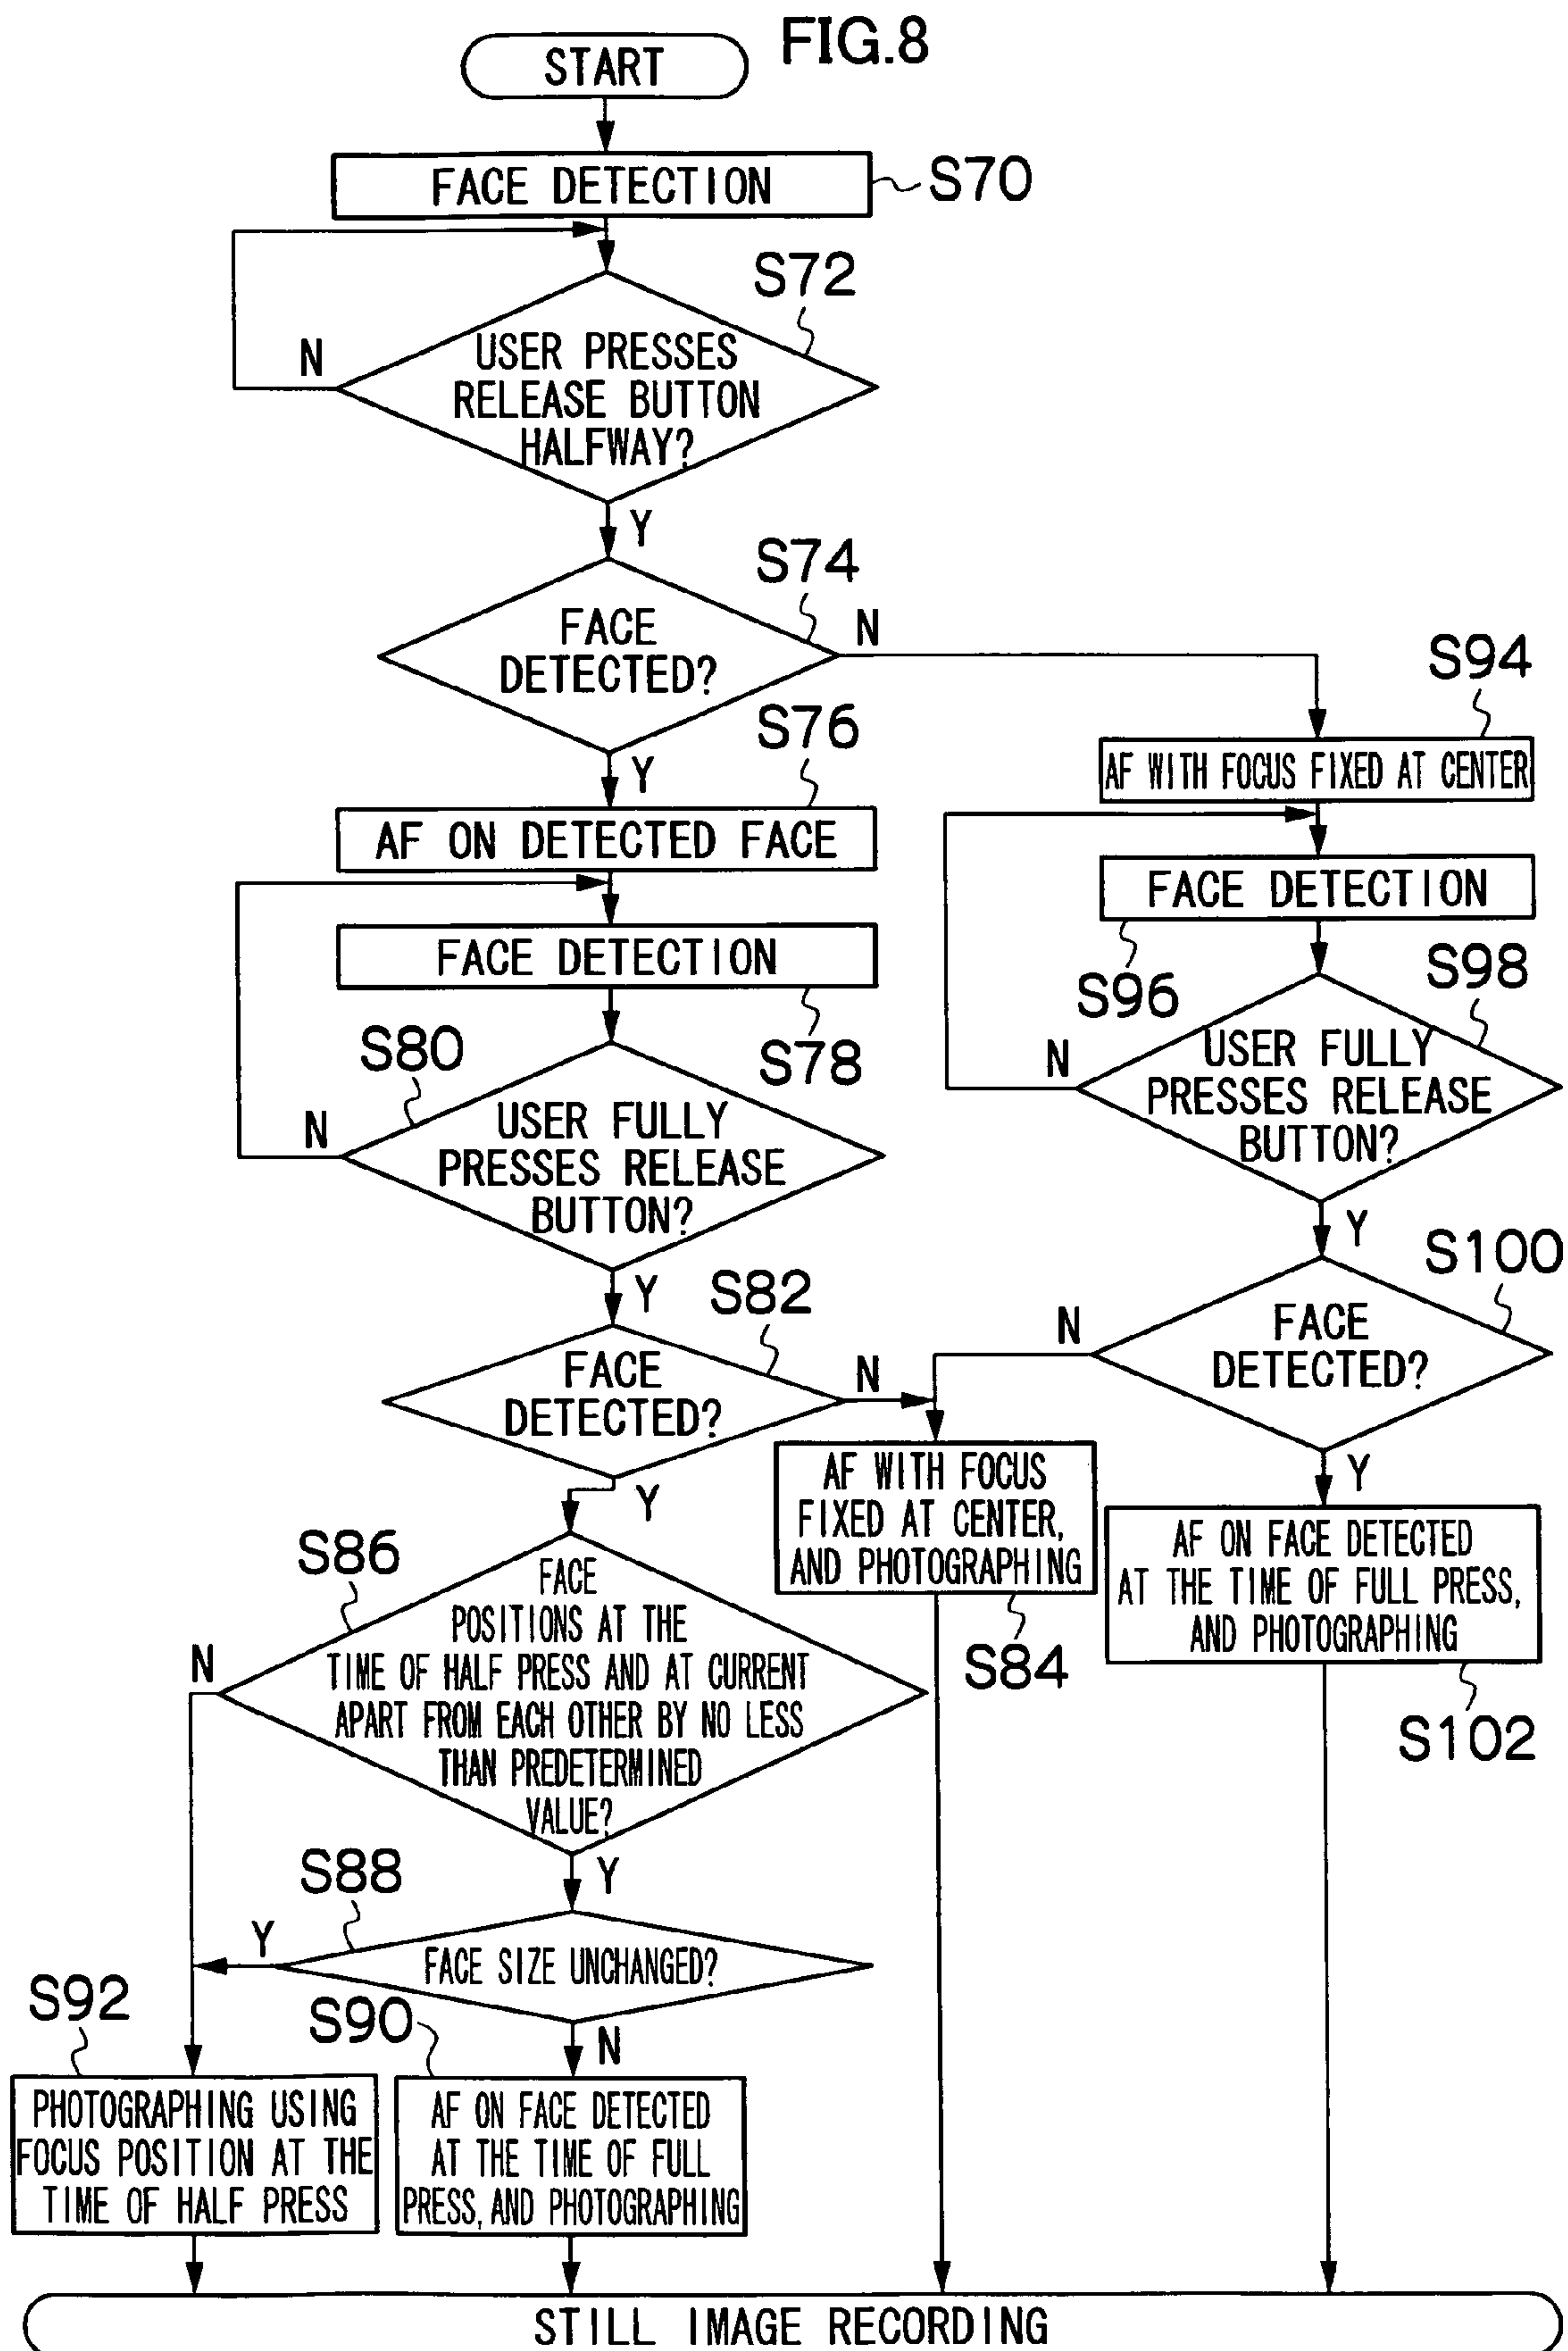 FIG.8
START
FACE DETECTION
S70
S72
USER PRESSES
RELEASE BUTTON
HALFWAY?
N
Y
S74
FACE
DETECTED?
N
Y
S76
AF ON DETECTED FACE
FACE DETECTION
S78
S80
USER FULLY
PRESSES RELEASE
BUTTON?
N
Y
S82
FACE
DETECTED?
N
Y
S86
FACE
POSITIONS AT THE
TIME OF HALF PRESS AND AT CURRENT
APART FROM EACH OTHER BY NO LESS
THAN PREDETERMINED
VALUE?
N
Y
S88
FACE SIZE UNCHANGED?
Y
N
S92
PHOTOGRAPHING USING
FOCUS POSITION AT THE
TIME OF HALF PRESS
S90
AF ON FACE DETECTED
AT THE TIME OF FULL
PRESS, AND PHOTOGRAPHING
S94
AF WITH FOCUS FIXED AT CENTER
FACE DETECTION
S96
S98
USER FULLY
PRESSES RELEASE
BUTTON?
N
Y
S100
FACE
DETECTED?
N
Y
AF WITH FOCUS
FIXED AT CENTER,
AND PHOTOGRAPHING
S84
AF ON FACE DETECTED
AT THE TIME OF FULL PRESS,
AND PHOTOGRAPHING
S102
STILL IMAGE RECORDING